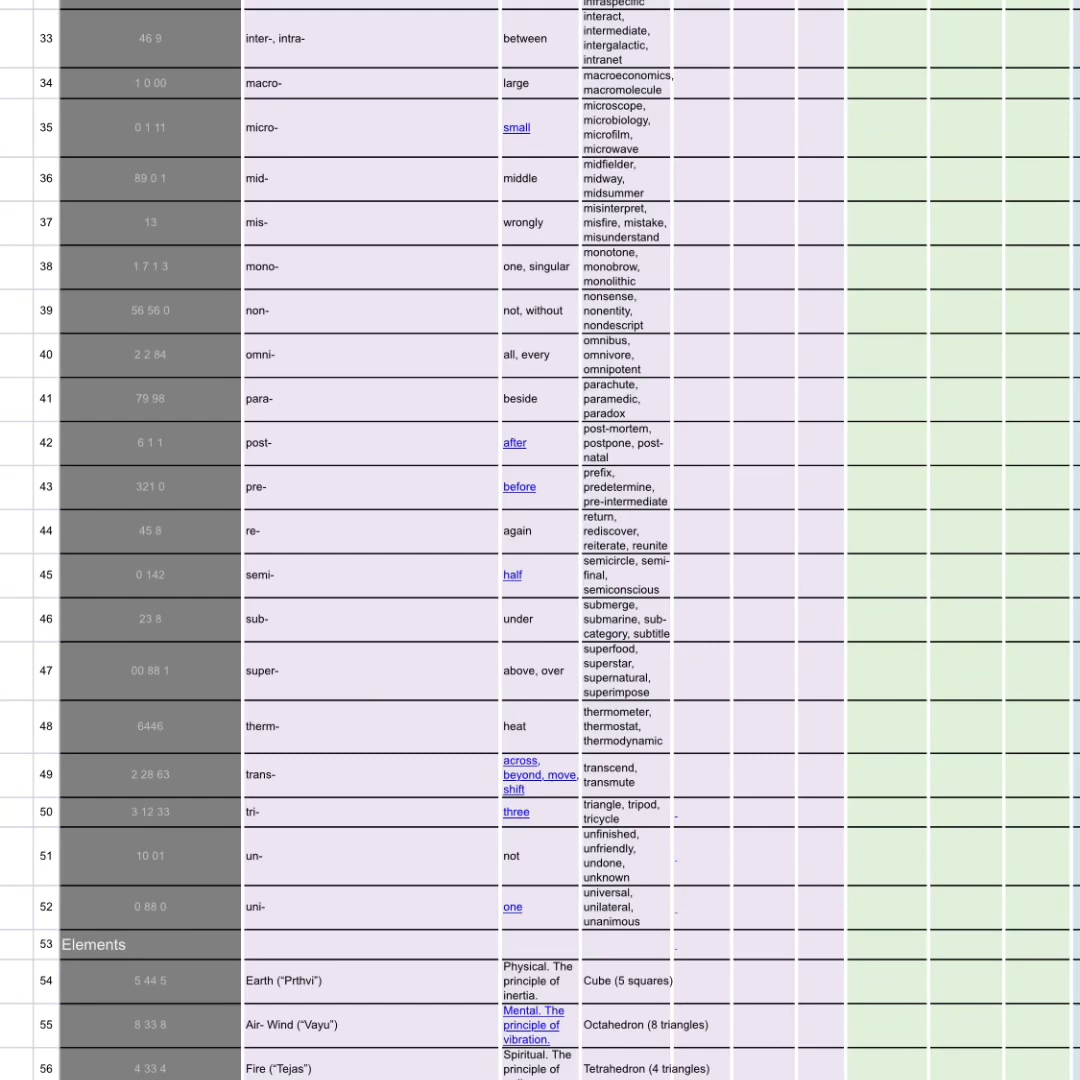 infraspecific
33 46 9 inter-, intra- between interact, intermediate, intergalactic, intranet
34 1 0 00 macro- large macroeconomics, macromolecule
35 0 1 11 micro- small microscope, microbiology, microfilm, microwave
36 89 0 1 mid- middle midfielder, midway, midsummer
37 13 mis- wrongly misinterpret, misfire, mistake, misunderstand
38 1 7 1 3 mono- one, singular monotone, monobrow, monolithic
39 56 56 0 non- not, without nonsense, nonentity, nondescript
40 2 2 84 omni- all, every omnibus, omnivore, omnipotent
41 79 98 para- beside parachute, paramedic, paradox
42 6 1 1 post- after post-mortem, postpone, post-natal
43 321 0 pre- before prefix, predetermine, pre-intermediate
44 45 8 re- again return, rediscover, reiterate, reunite
45 0 142 semi- half semicircle, semi-final, semiconscious
46 23 8 sub- under submerge, submarine, sub-category, subtitle
47 00 88 1 super- above, over superfood, superstar, supernatural, superimpose
48 6446 therm- heat thermometer, thermostat, thermodynamic
49 2 28 63 trans- across, beyond, move, shift transcend, transmute
50 3 12 33 tri- three triangle, tripod, tricycle -
51 10 01 un- not unfinished, unfriendly, undone, unknown -
52 0 88 0 uni- one universal, unilateral, unanimous -
53 Elements -
54 5 44 5 Earth (“Prthvi”) Physical. The principle of inertia. Cube (5 squares)
55 8 33 8 Air- Wind (“Vayu”) Mental. The principle of vibration. Octahedron (8 triangles)
56 4 33 4 Fire (“Tejas”) Spiritual. The principle of Tetrahedron (4 triangles)